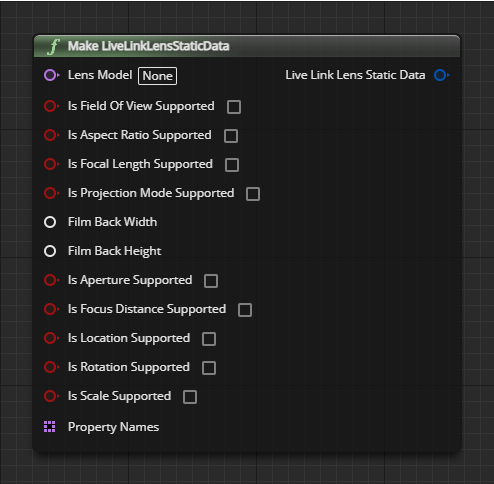 f Make LiveLinkLensStaticData
Lens Model None Live Link Lens Static Data
Is Field Of View Supported
Is Aspect Ratio Supported
Is Focal Length Supported
Is Projection Mode Supported
Film Back Width
Film Back Height
Is Aperture Supported
Is Focus Distance Supported
Is Location Supported
Is Rotation Supported
Is Scale Supported
Property Names